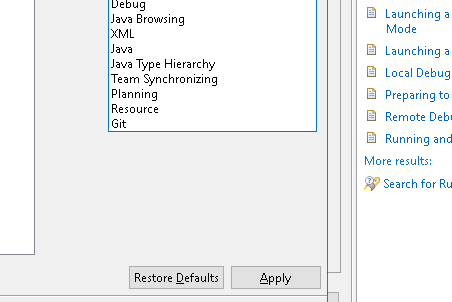 Debug
Java Browsing
XML
Java
Java Type Hierarchy
Team Synchronizing
Planning
Resource
Git
Restore Defaults
Apply
Launching a
Mode
Launching a
Local Debug
Preparing to
Remote Debu
Running and
More results:
Search for Ru